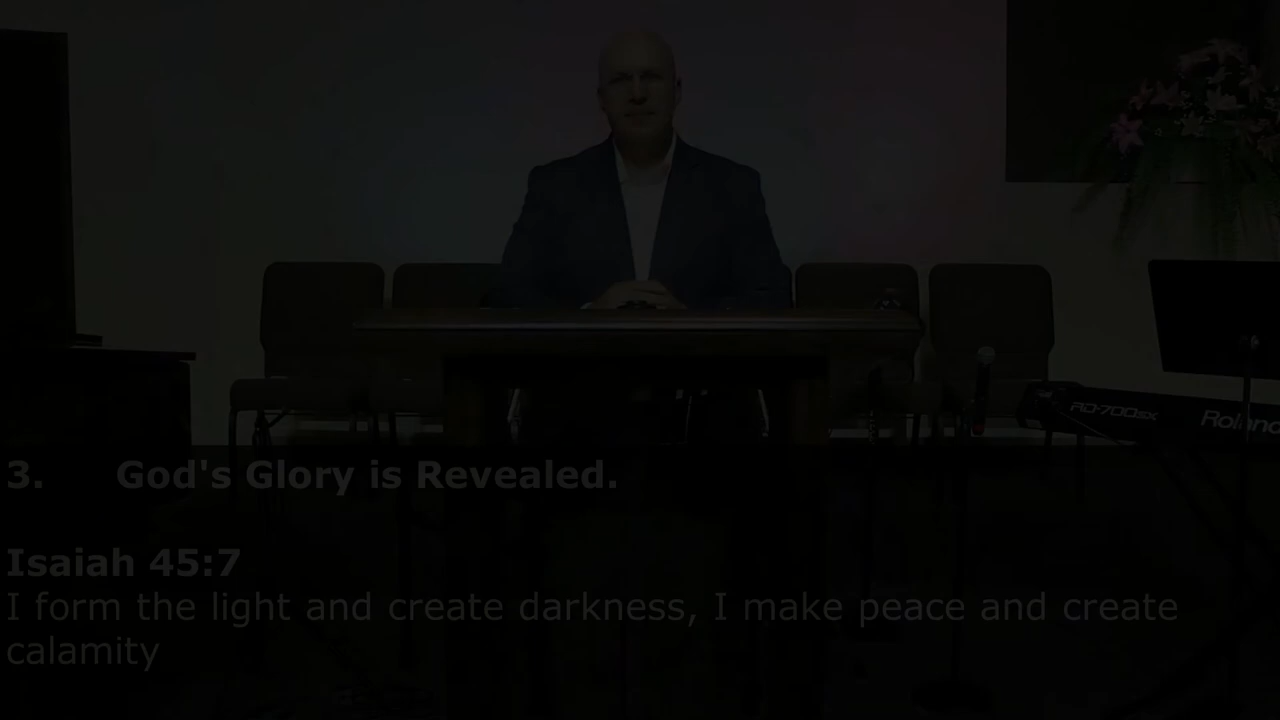 RD-700SX Roland
3. God's Glory is Revealed.
Isaiah 45:7
I form the light and create darkness, I make peace and create
calamity